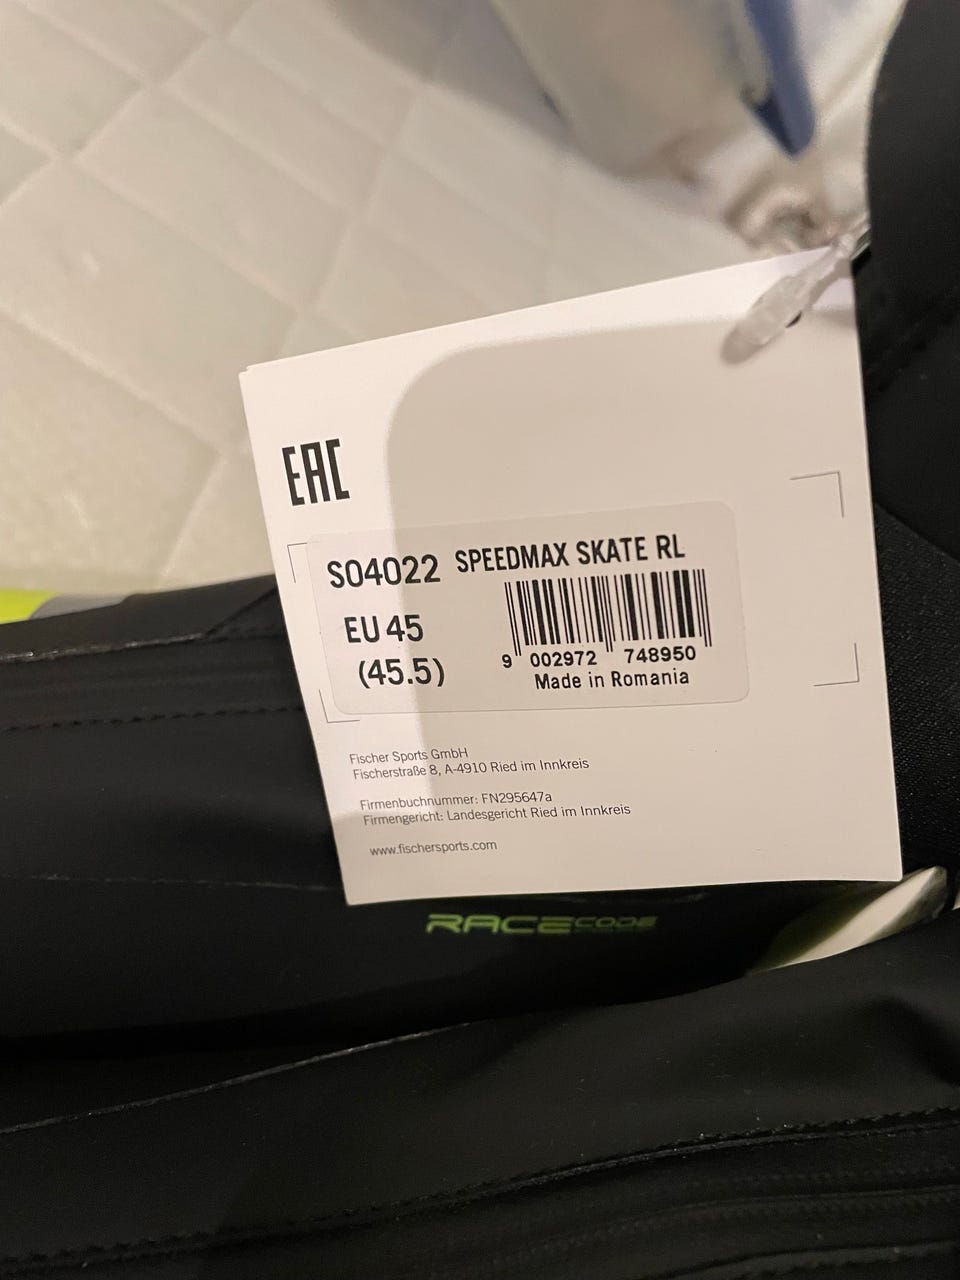 EAC
S04022 SPEEDMAX SKATE RL
EU 45
(45.5)
9 002972 748950
Made in Romania
Fischer Sports GmbH
Fischerstraße 8, A-4910 Ried im Innkreis
Firmenbuchnummer: FN295647a
Firmengericht: Landesgericht Ried im Innkreis
www.fischersports.com
RACECODE